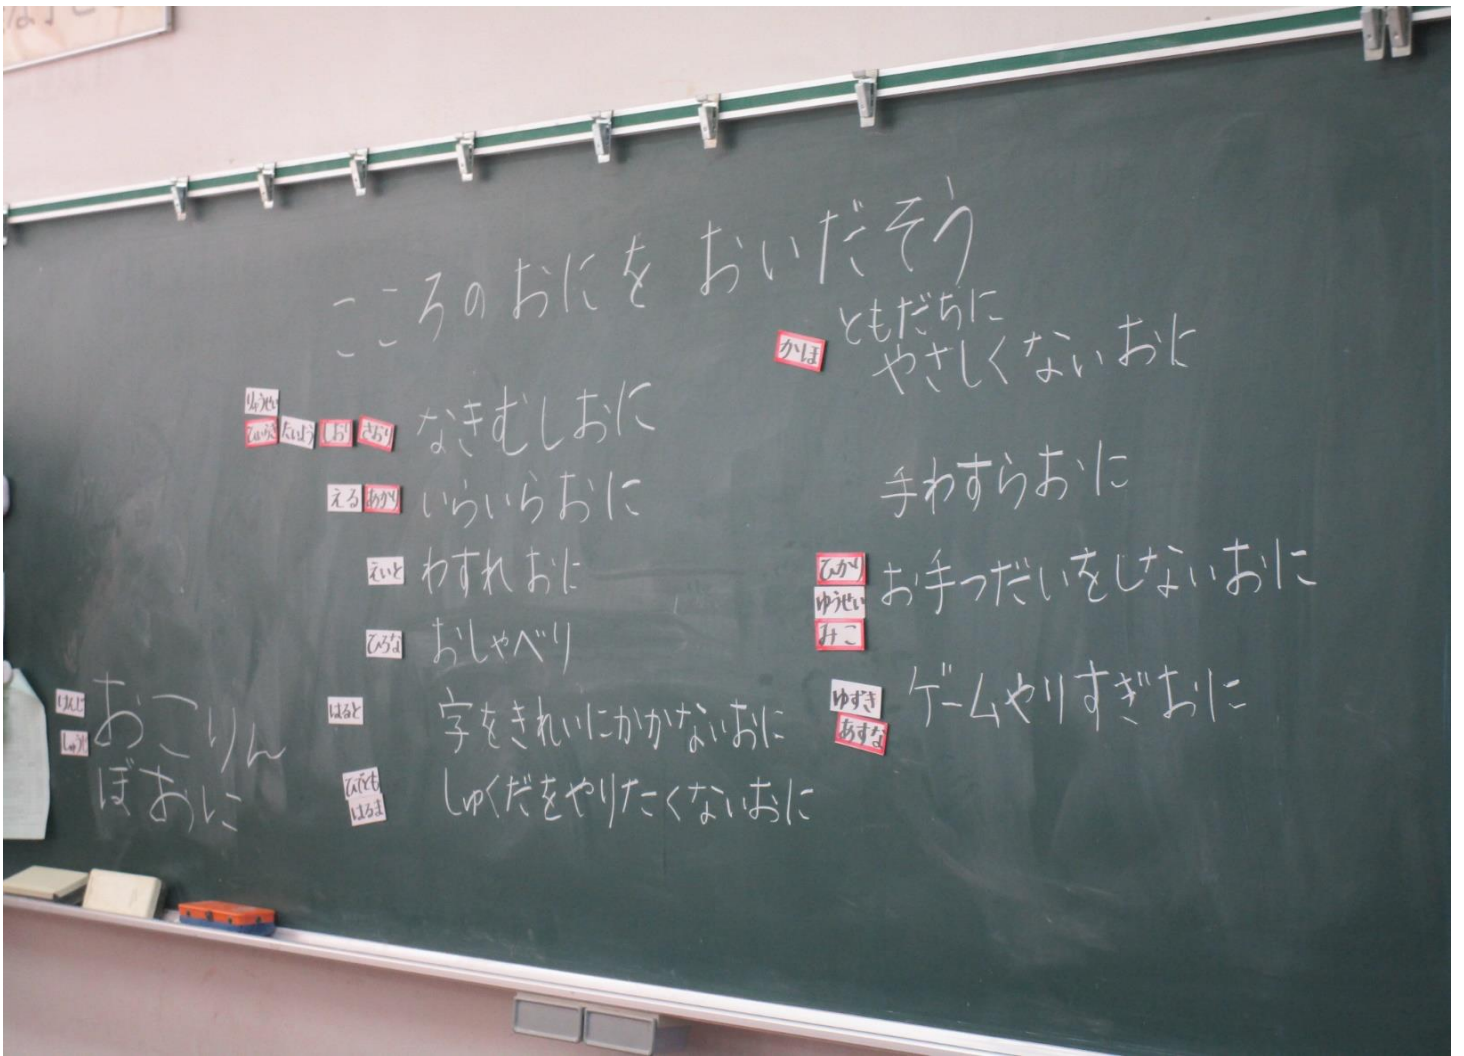 こころのおにを おいだそう
かほ
ともだちに
やさしくないおに
りゅうせい
たいよう しおり さおり なきむしおに
える あかり いらいらおに
えいと わすれおに
ひろな おしゃべり
はると 字をきれいにかかないおに
ひでとも
はるま
しゅくだをやりたくないおに
けんじ
おこりん
ぼおに
手わすらおに
ひかり
ゆうせい
みこ
お手つだいをしないおに
ゆずき
あすな
ゲームやりすぎおに